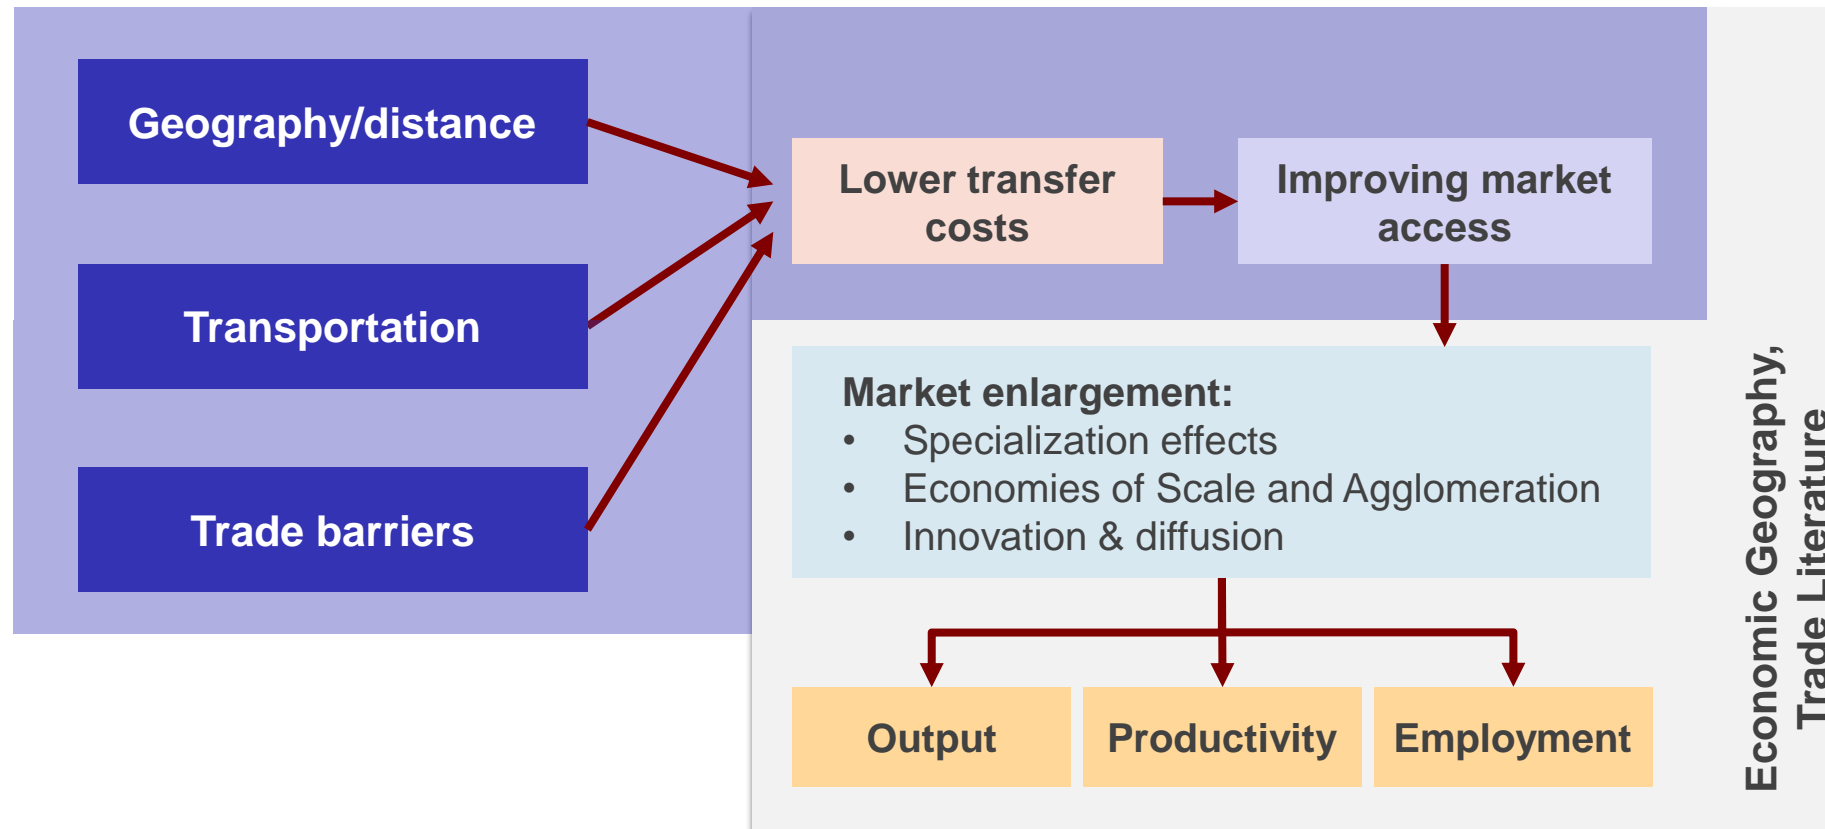 Geography/distance
Transportation
Trade barriers
Lower transfer
costs
Improving market
access
Market enlargement:
• Specialization effects
• Economies of Scale and Agglomeration
• Innovation & diffusion
Output
Productivity
Employment
Economic Geography,
Trade Literature